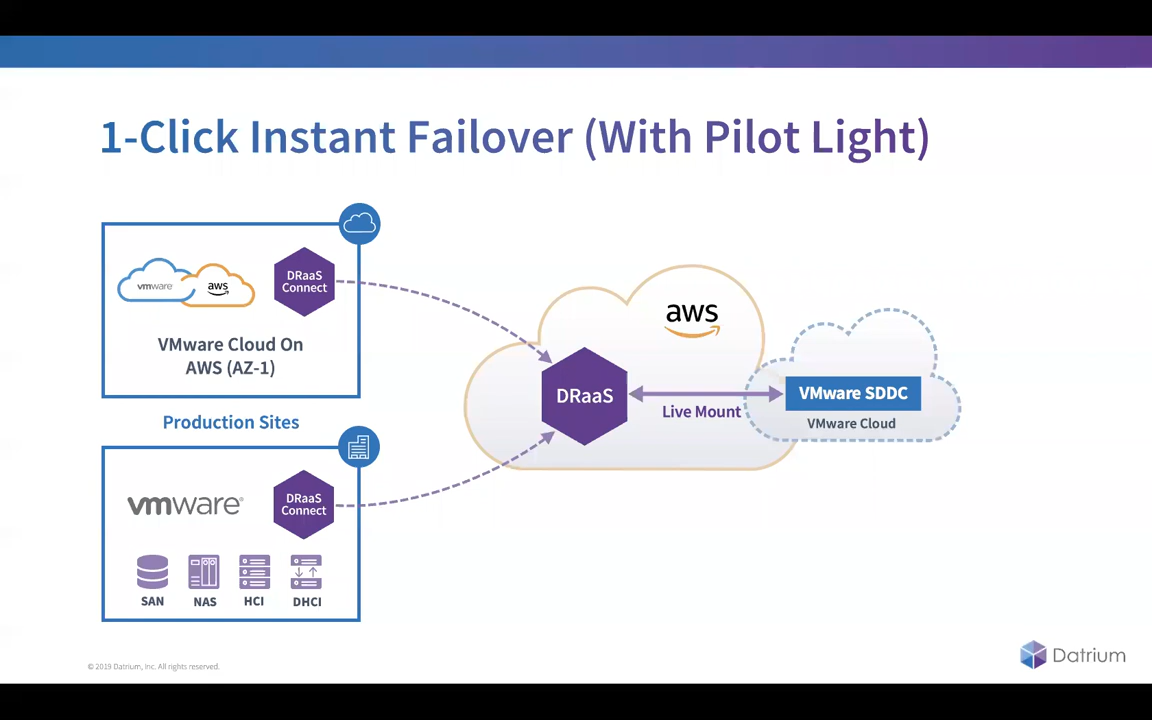 1-Click Instant Failover (With Pilot Light)
vmware
aws
DRaaS
Connect
VMware Cloud On
AWS (AZ-1)
Production Sites
vmware®
DRaaS
Connect
SAN
NAS
HCI
DHCI
aws
DRaaS
Live Mount
VMware SDDC
VMware Cloud
© 2019 Datrium, Inc. All rights reserved.
Datrium